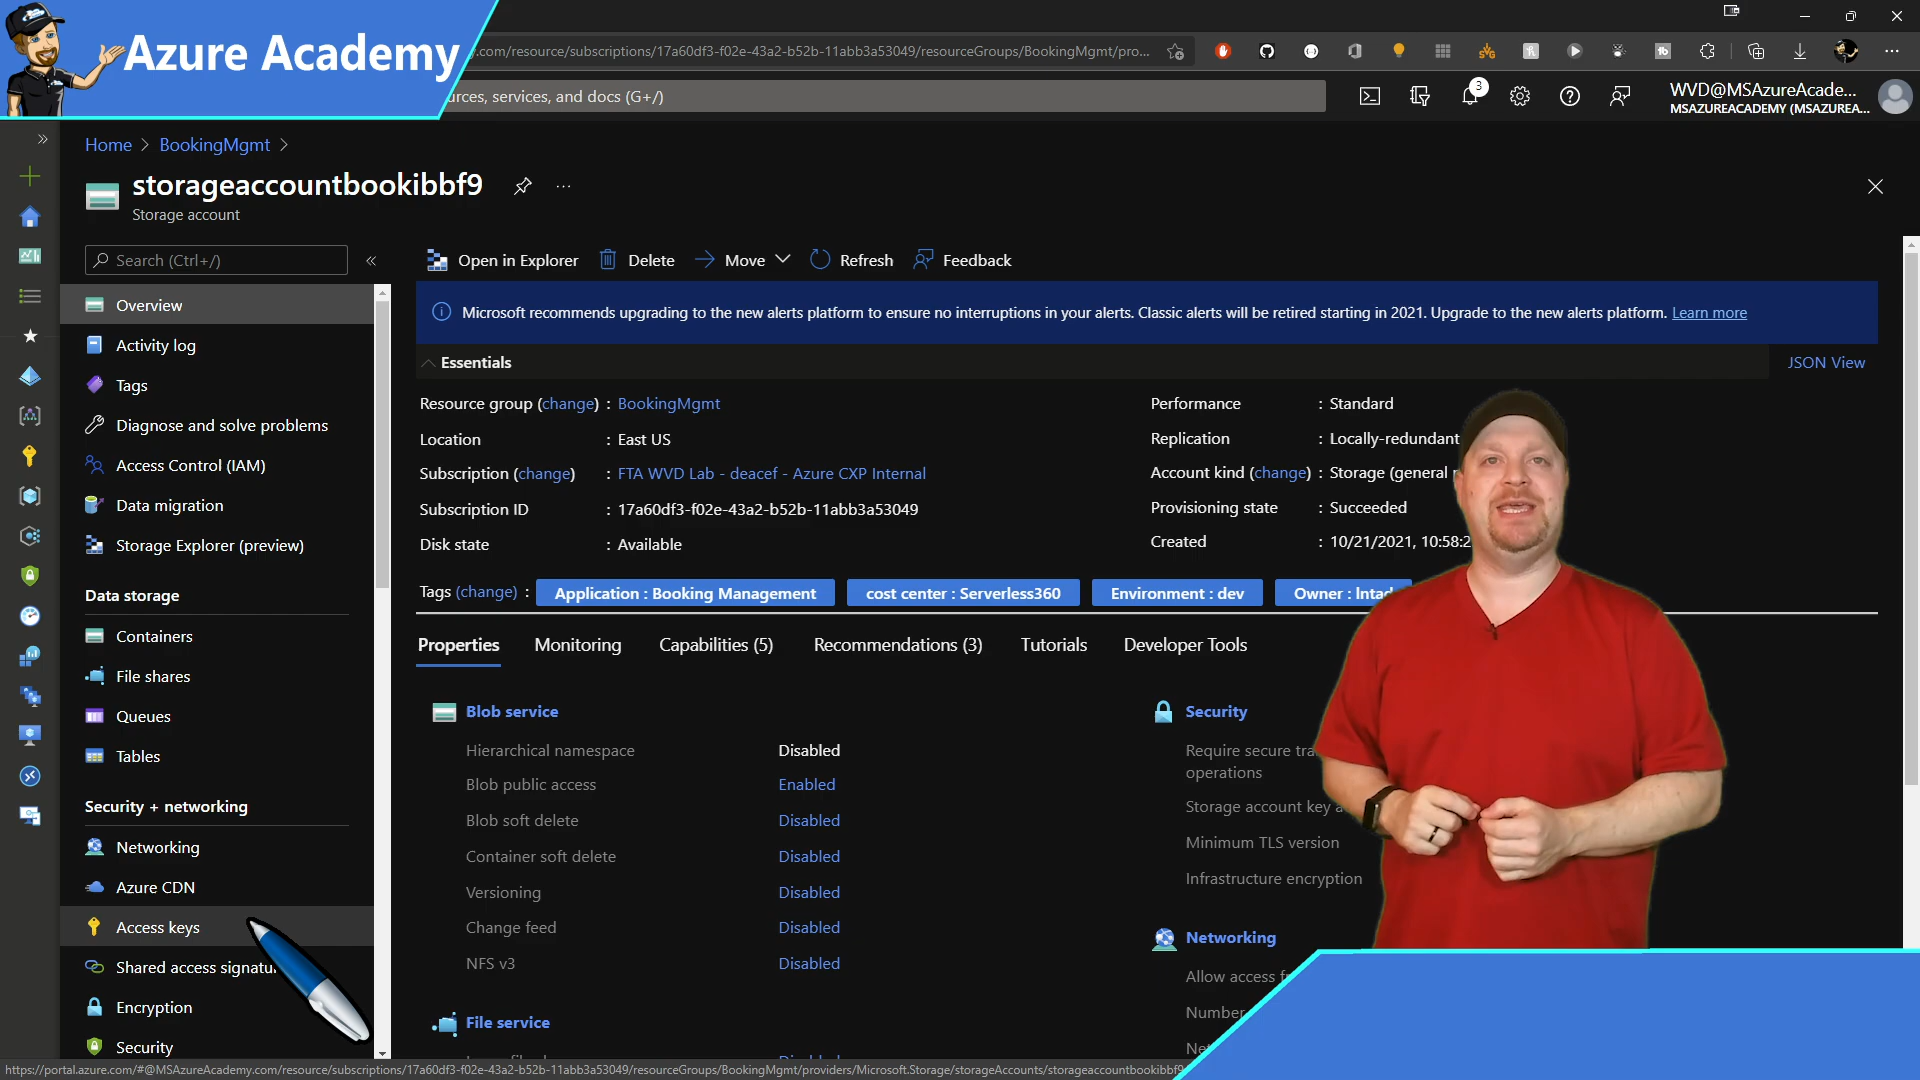 Azure Academy
.com/resource/subscriptions/17a60df3-f02e-43a2-b52b-11abb3a53049/resourceGroups/BookingMgmt/pro...
urces, services, and docs (G+/)
3
WVD@MSAzureAcade...
MSAZUREACADEMY (MSAZUREA...
Home > BookingMgmt >
storageaccountbookibbf9
Storage account
Search (Ctrl+/)
Open in Explorer Delete Move Refresh Feedback
Overview
Activity log
Tags
Diagnose and solve problems
Access Control (IAM)
Data migration
Storage Explorer (preview)
Data storage
Containers
File shares
Queues
Tables
Security + networking
Networking
Azure CDN
Access keys
Shared access signatu
Encryption
Security
Microsoft recommends upgrading to the new alerts platform to ensure no interruptions in your alerts. Classic alerts will be retired starting in 2021. Upgrade to the new alerts platform. Learn more
Essentials
JSON View
Resource group (change) : BookingMgmt
Location : East US
Subscription (change) : FTA WVD Lab - deacef - Azure CXP Internal
Subscription ID : 17a60df3-f02e-43a2-b52b-11abb3a53049
Disk state : Available
Performance : Standard
Replication : Locally-redundant
Account kind (change) : Storage (general
Provisioning state : Succeeded
Created : 10/21/2021, 10:58:2
Tags (change) : Application : Booking Management cost center : Serverless360 Environment : dev Owner : lntad
Properties Monitoring Capabilities (5) Recommendations (3) Tutorials Developer Tools
Blob service
Hierarchical namespace Disabled
Blob public access Enabled
Blob soft delete Disabled
Container soft delete Disabled
Versioning Disabled
Change feed Disabled
NFS v3 Disabled
File service
Security
Require secure tra
operations
Storage account key a
Minimum TLS version
Infrastructure encryption
Networking
Allow access f
Number
Ne
https://portal.azure.com/#@MSAzureAcademy.com/resource/subscriptions/17a60df3-f02e-43a2-b52b-11abb3a53049/resourceGroups/BookingMgmt/providers/Microsoft.Storage/storageAccounts/storageaccountbookibbf9